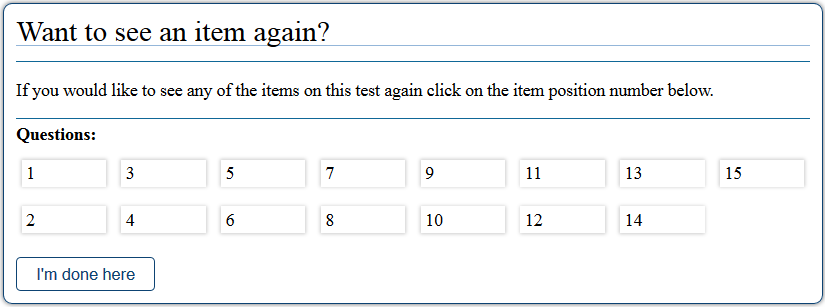 Want to see an item again?
If you would like to see any of the items on this test again click on the item position number below.
Questions:
1 3 5 7 9 11 13 15
2 4 6 8 10 12 14
I'm done here